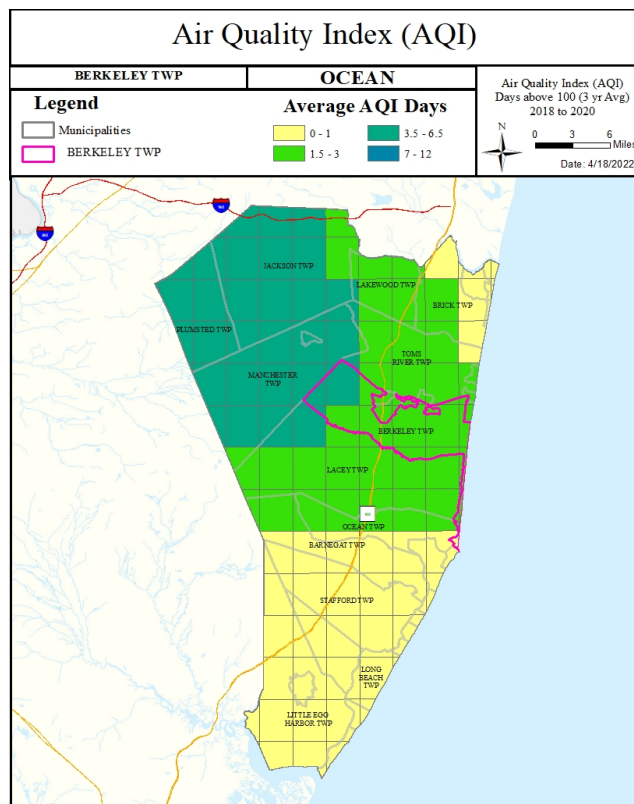 Air Quality Index (AQI)
BERKELEY TWP
OCEAN
Legend
Municipalities
BERKELEY TWP
Average AQI Days
0 - 1
3.5 - 6.5
1.5 - 3
7 - 12
Air Quality Index (AQI)
Days above 100 (3 yr Avg)
2018 to 2020
N
0 3 6
Miles
Date: 4/18/2022
JACKSON TWP
LAKEWOOD TWP
BRICK TWP
PLUMSTED TWP
TOMS
RIVER TWP
MANCHESTER
TWP
BERKELEY TWP
LACEY TWP
OCEAN TWP
BARNEGAT TWP
STAFFORD TWP
LONG
BEACH
TWP
LITTLE EGG
HARBOR TWP